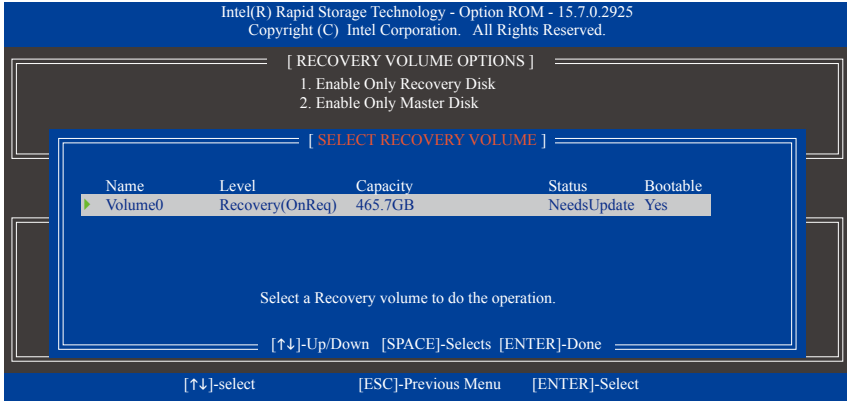 Intel(R) Rapid Storage Technology - Option ROM - 15.7.0.2925
Copyright (C) Intel Corporation. All Rights Reserved.
[ RECOVERY VOLUME OPTIONS ]
1. Enable Only Recovery Disk
2. Enable Only Master Disk
[ SELECT RECOVERY VOLUME ]
Name Level Capacity Status Bootable
Volume0 Recovery(OnReq) 465.7GB NeedsUpdate Yes
Select a Recovery volume to do the operation.
[↑↓]-Up/Down [SPACE]-Selects [ENTER]-Done
[↑↓]-select [ESC]-Previous Menu [ENTER]-Select